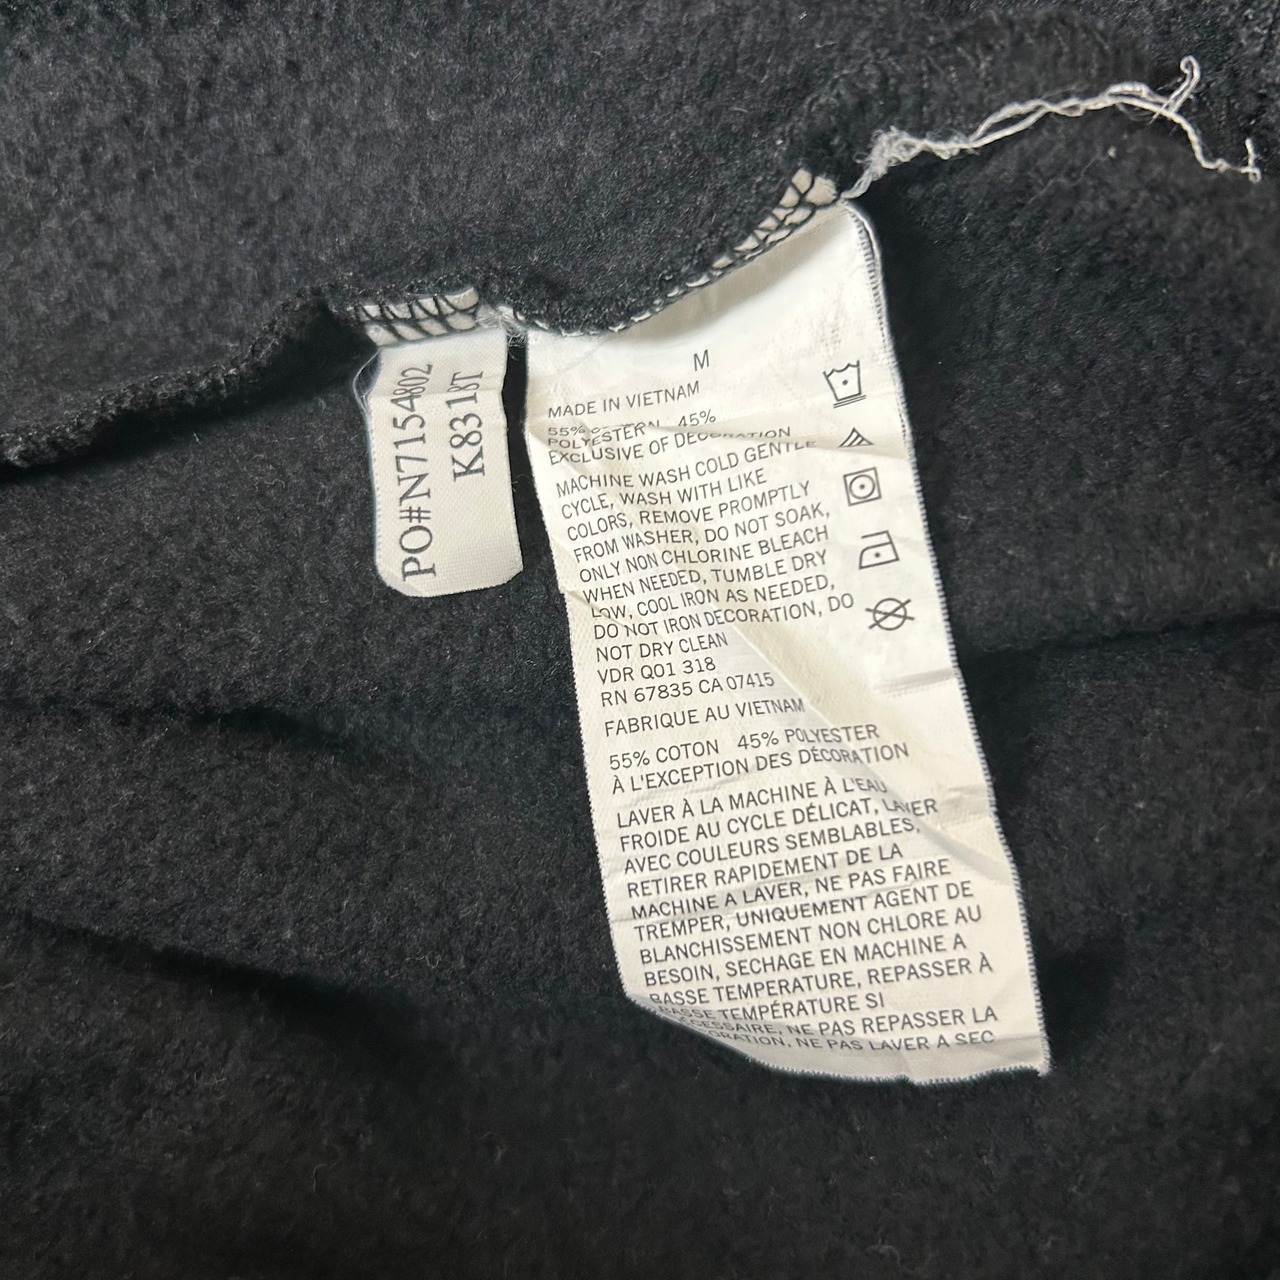 PO#N7154802
K8318T
M
MADE IN VIETNAM
55% 45%
POLYESTER
EXCLUSIVE OF DECORATION
MACHINE WASH COLD GENTLE
CYCLE, WASH WITH LIKE
COLORS, REMOVE PROMPTLY
FROM WASHER, DO NOT SOAK,
ONLY NON CHLORINE BLEACH
WHEN NEEDED, TUMBLE DRY
LOW, COOL IRON AS NEEDED,
DO NOT IRON DECORATION, DO
NOT DRY CLEAN
VDR Q01 318
RN 67835 CA 07415
FABRIQUE AU VIETNAM
55% COTON 45% POLYESTER
À L'EXCEPTION DES DÉCORATION
LAVER À LA MACHINE À L'EAU
FROIDE AU CYCLE DÉLICAT, LAVER
AVEC COULEURS SEMBLABLES,
RETIRER RAPIDEMENT DE LA
MACHINE A LAVER, NE PAS FAIRE
TREMPER, UNIQUEMENT AGENT DE
BLANCHISSEMENT NON CHLORE AU
BESOIN, SECHAGE EN MACHINE A
BASSE TEMPERATURE, REPASSER À
BASSE TEMPÉRATURE SI
NÉCESSAIRE, NE PAS REPASSER LA
DÉCORATION, NE PAS LAVER A SEC